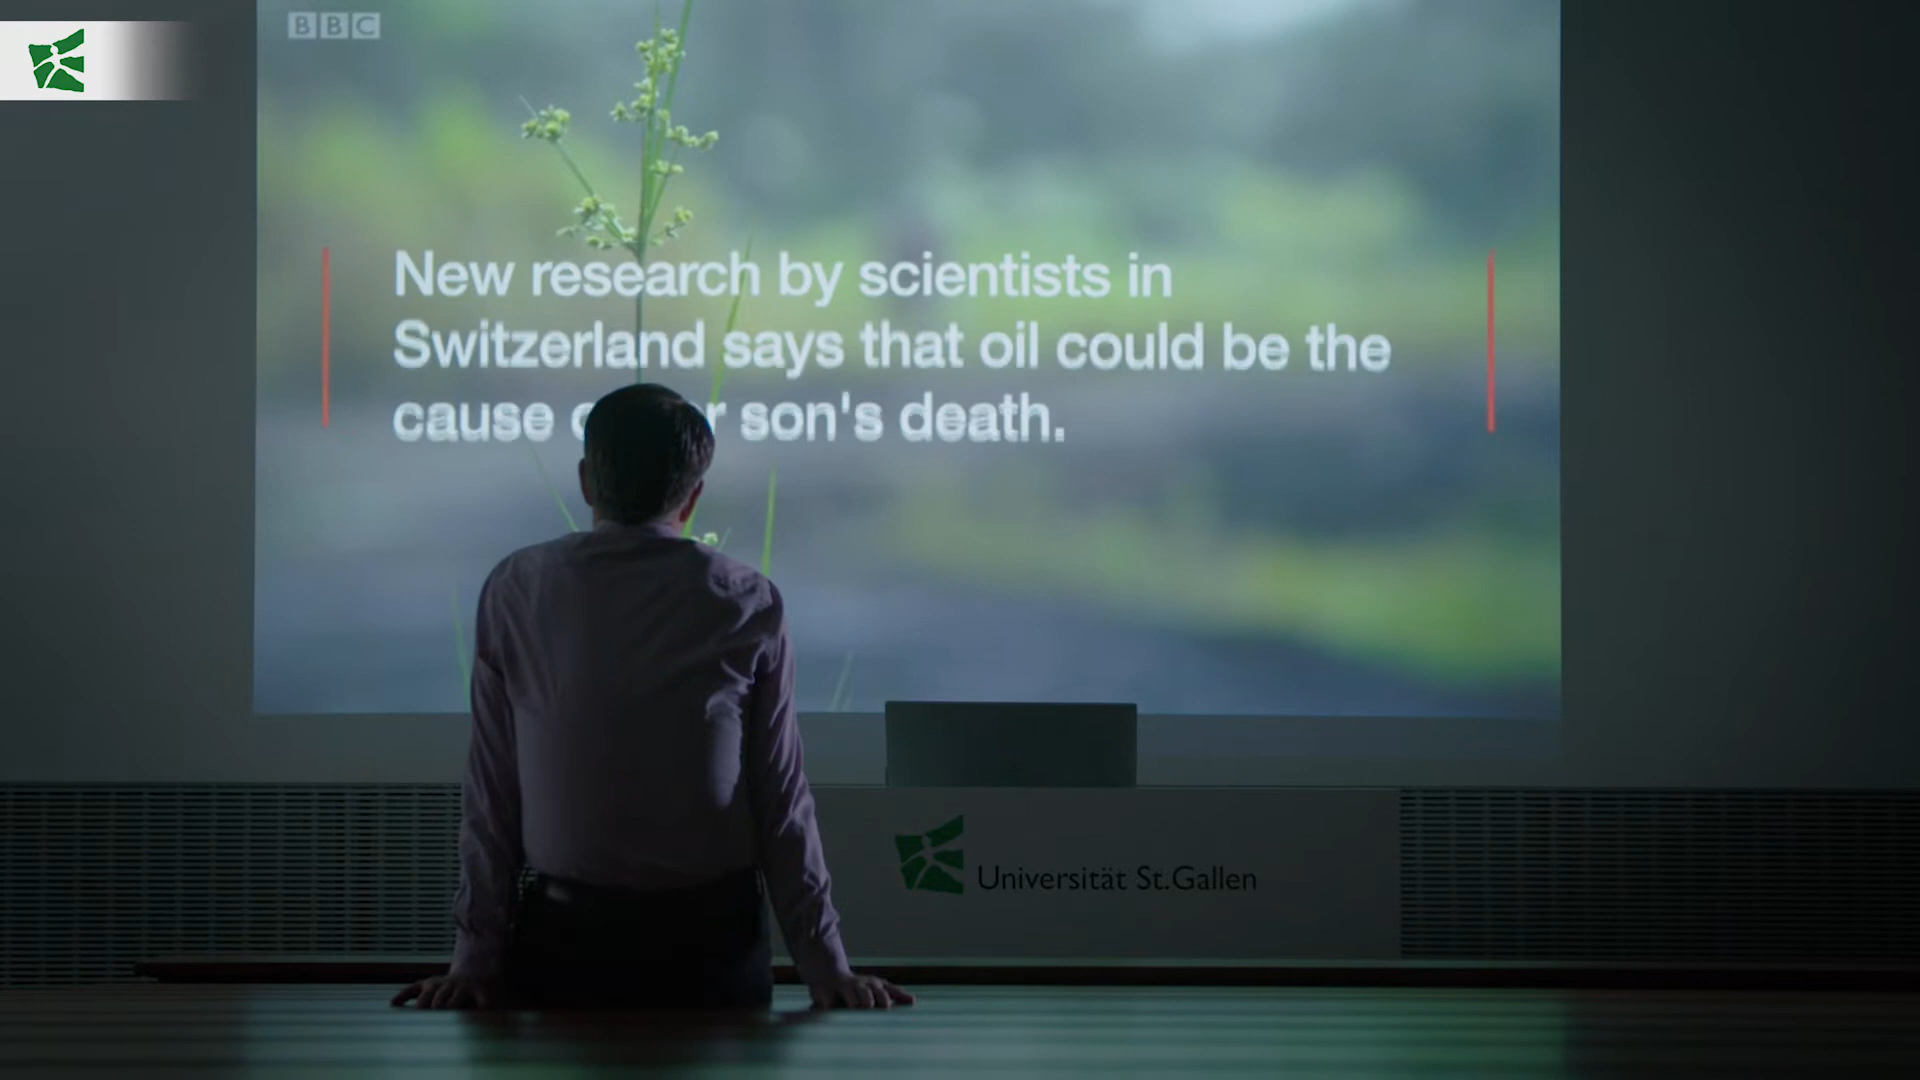 BBC
New research by scientists in
Switzerland says that oil could be the
cause son's death.
Universität St.Gallen